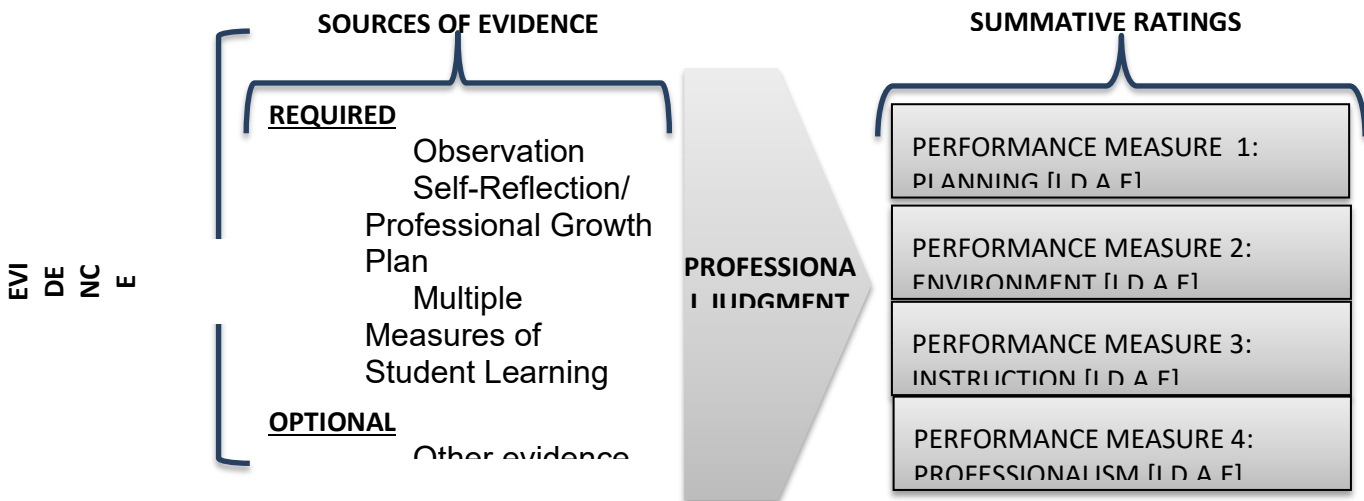 SOURCES OF EVIDENCE
SUMMATIVE RATINGS
EVI
DE
NC
E
REQUIRED
Observation
Self-Reflection/
Professional Growth
Plan
Multiple
Measures of
Student Learning
OPTIONAL
Other evidence
PROFESSIONA
L JUDGMENT
PERFORMANCE MEASURE 1:
PLANNING [I,D,A,E]
PERFORMANCE MEASURE 2:
ENVIRONMENT [I,D,A,E]
PERFORMANCE MEASURE 3:
INSTRUCTION [I,D,A,E]
PERFORMANCE MEASURE 4:
PROFESSIONALISM [I,D,A,E]